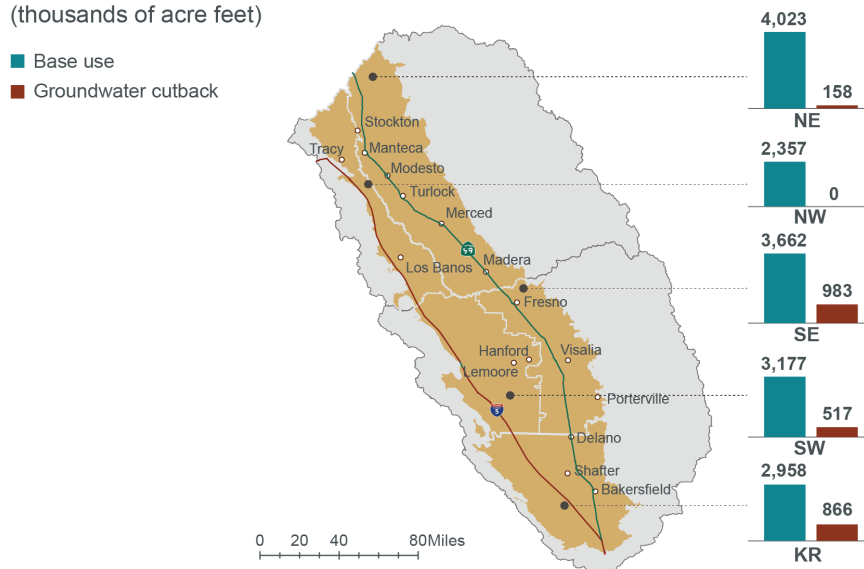 (thousands of acre feet)
Base use
Groundwater cutback
4,023
158
NE
2,357
0
NW
3,662
983
SE
3,177
517
SW
2,958
866
KR
Stockton
Tracy
Manteca
Modesto
Turlock
Merced
99
Los Banos
Madera
Fresno
Hanford
Visalia
Lemoore
Porterville
5
Delano
Shafter
Bakersfield
0 20 40 80Miles